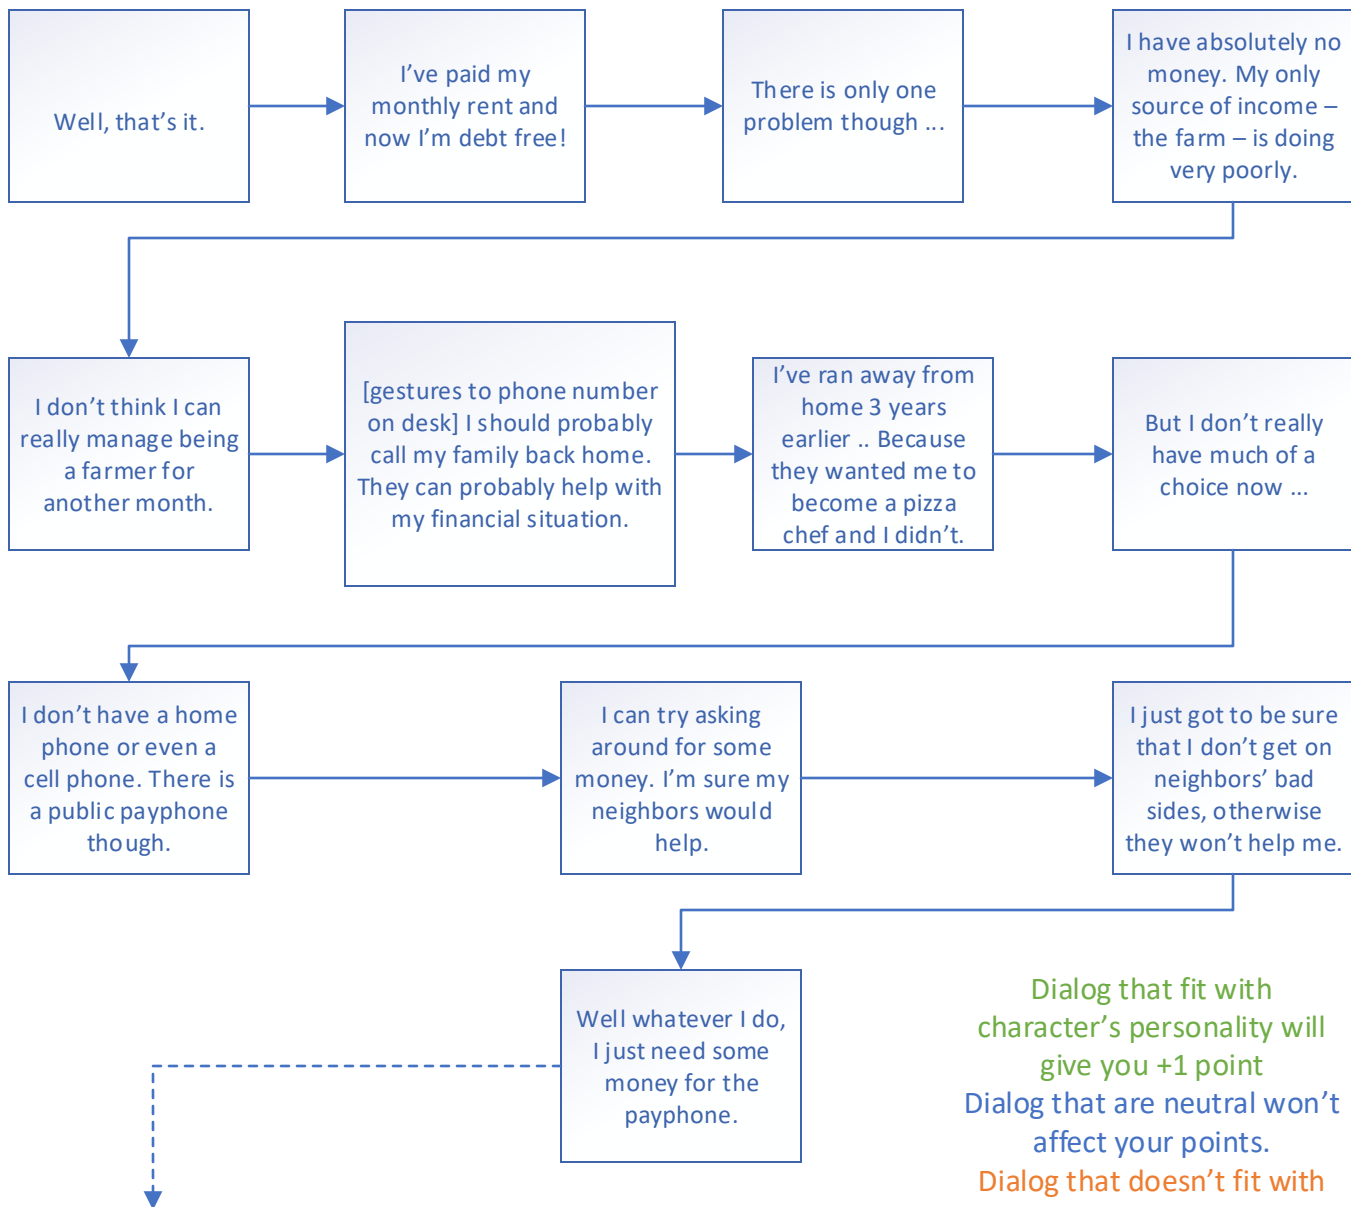 Well, that's it.
I've paid my
monthly rent and
now I'm debt free!
There is only one
problem though ...
I have absolutely no
money. My only
source of income –
the farm – is doing
very poorly.
I don't think I can
really manage being
a farmer for
another month.
[gestures to phone number
on desk] I should probably
call my family back home.
They can probably help with
my financial situation.
I've ran away from
home 3 years
earlier .. Because
they wanted me to
become a pizza
chef and I didn't.
But I don't really
have much of a
choice now ...
I don't have a home
phone or even a
cell phone. There is
a public payphone
though.
I can try asking
around for some
money. I'm sure my
neighbors would
help.
I just got to be sure
that I don't get on
neighbors' bad
sides, otherwise
they won't help me.
Well whatever I do,
I just need some
money for the
payphone.
Dialog that fit with
character's personality will
give you +1 point
Dialog that are neutral won't
affect your points.
Dialog that doesn't fit with